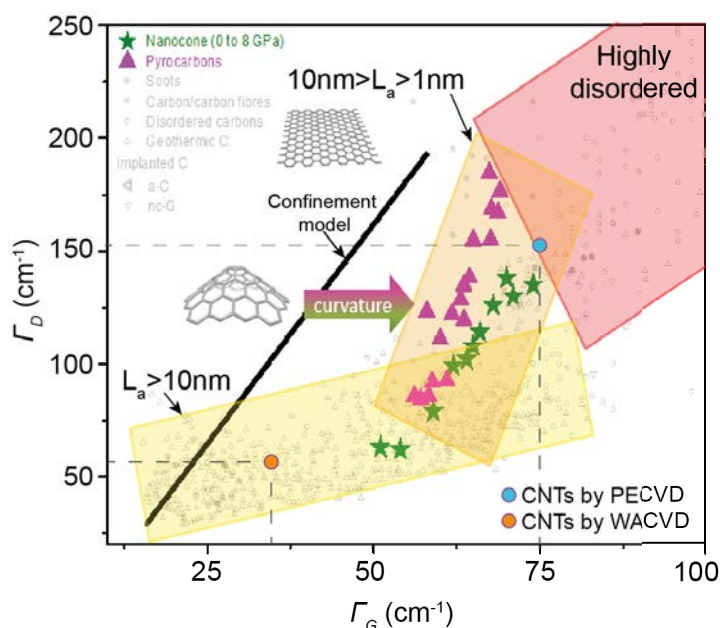 250
200
150
100
50
Γ_D (cm⁻¹)
Nanocone (0 to 8 GPa)
Pyrocarbons
Soots
Carbon/carbon fibres
Disordered carbons
Geothermic C.
Implanted C
a-C
nc-G
10nm>Lₐ>1nm
Highly
disordered
Confinement
model
curvature
Lₐ>10nm
CNTs by PECVD
CNTs by WACVD
25
50
75
100
Γ_G (cm⁻¹)